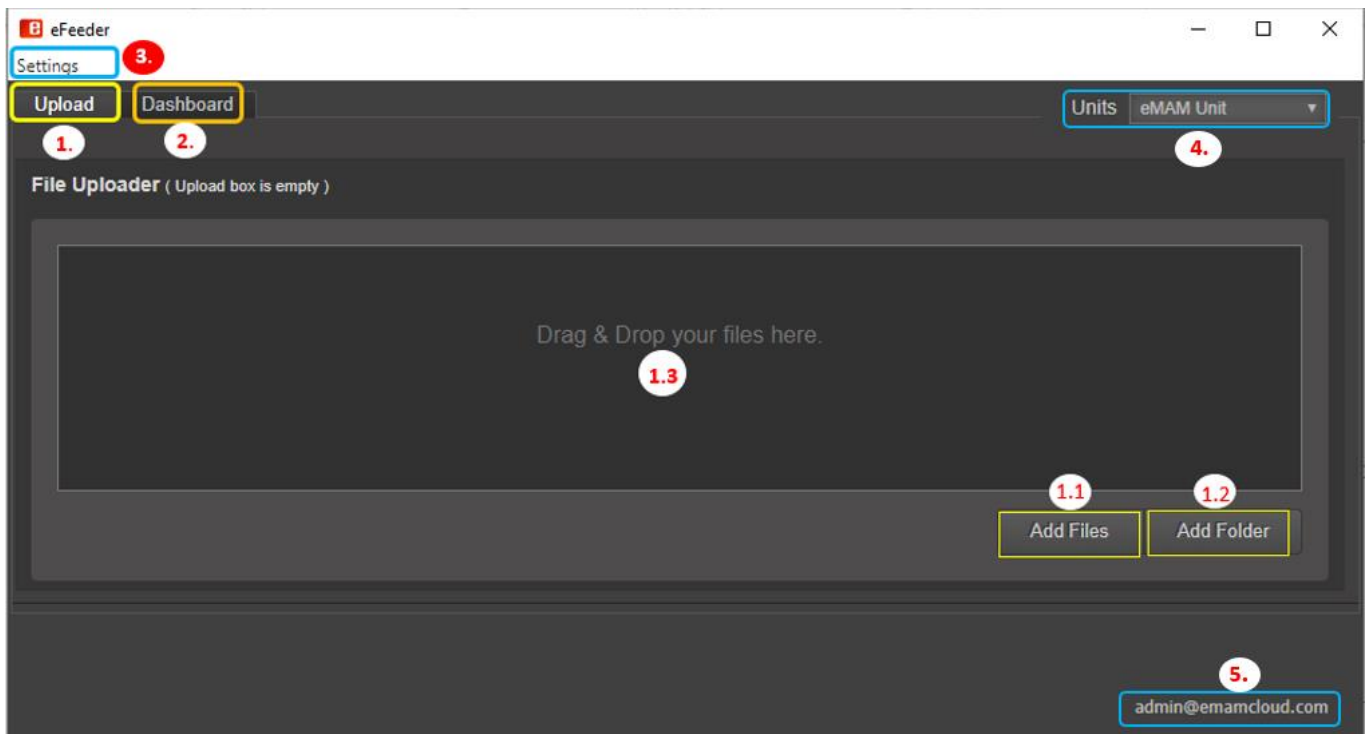 e eFeeder
Settings 3.
Upload Dashboard Units eMAM Unit
1. 2. 4.
File Uploader ( Upload box is empty )
Drag & Drop your files here.
1.3
1.1 1.2
Add Files Add Folder
5.
admin@emamcloud.com